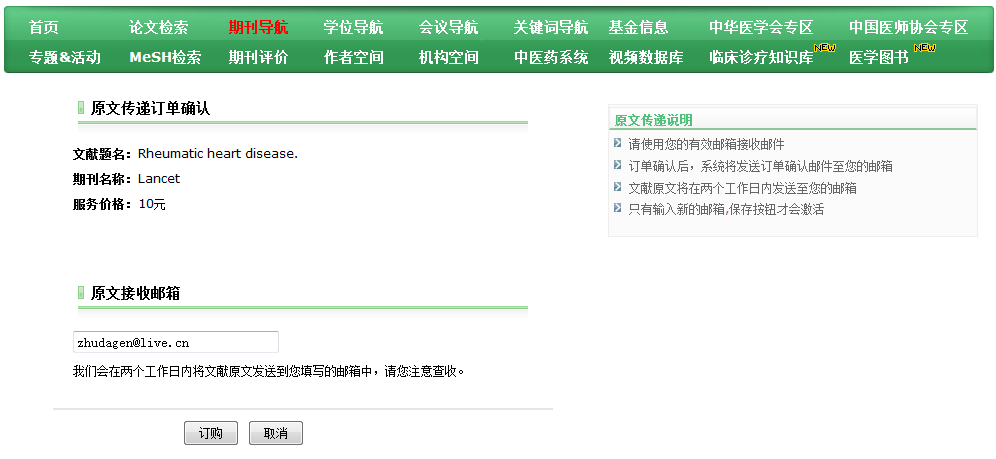 首页 论文检索 期刊导航 学位导航 会议导航 关键词导航 基金信息 中华医学会专区 中国医师协会专区
专题&活动 MeSH检索 期刊评价 作者空间 机构空间 中医药系统 视频数据库 临床诊疗知识库 NEW 医学图书 NEW
原文传递订单确认
文献题名：Rheumatic heart disease.
期刊名称：Lancet
服务价格：10元
原文传递说明
请使用您的有效邮箱接收邮件
订单确认后，系统将发送订单确认邮件至您的邮箱
文献原文将在两个工作日内发送至您的邮箱
只有输入新的邮箱,保存按钮才会激活
原文接收邮箱
zhudagen@live.cn
我们会在两个工作日内将文献原文发送到您填写的邮箱中，请您注意查收。
订购 取消